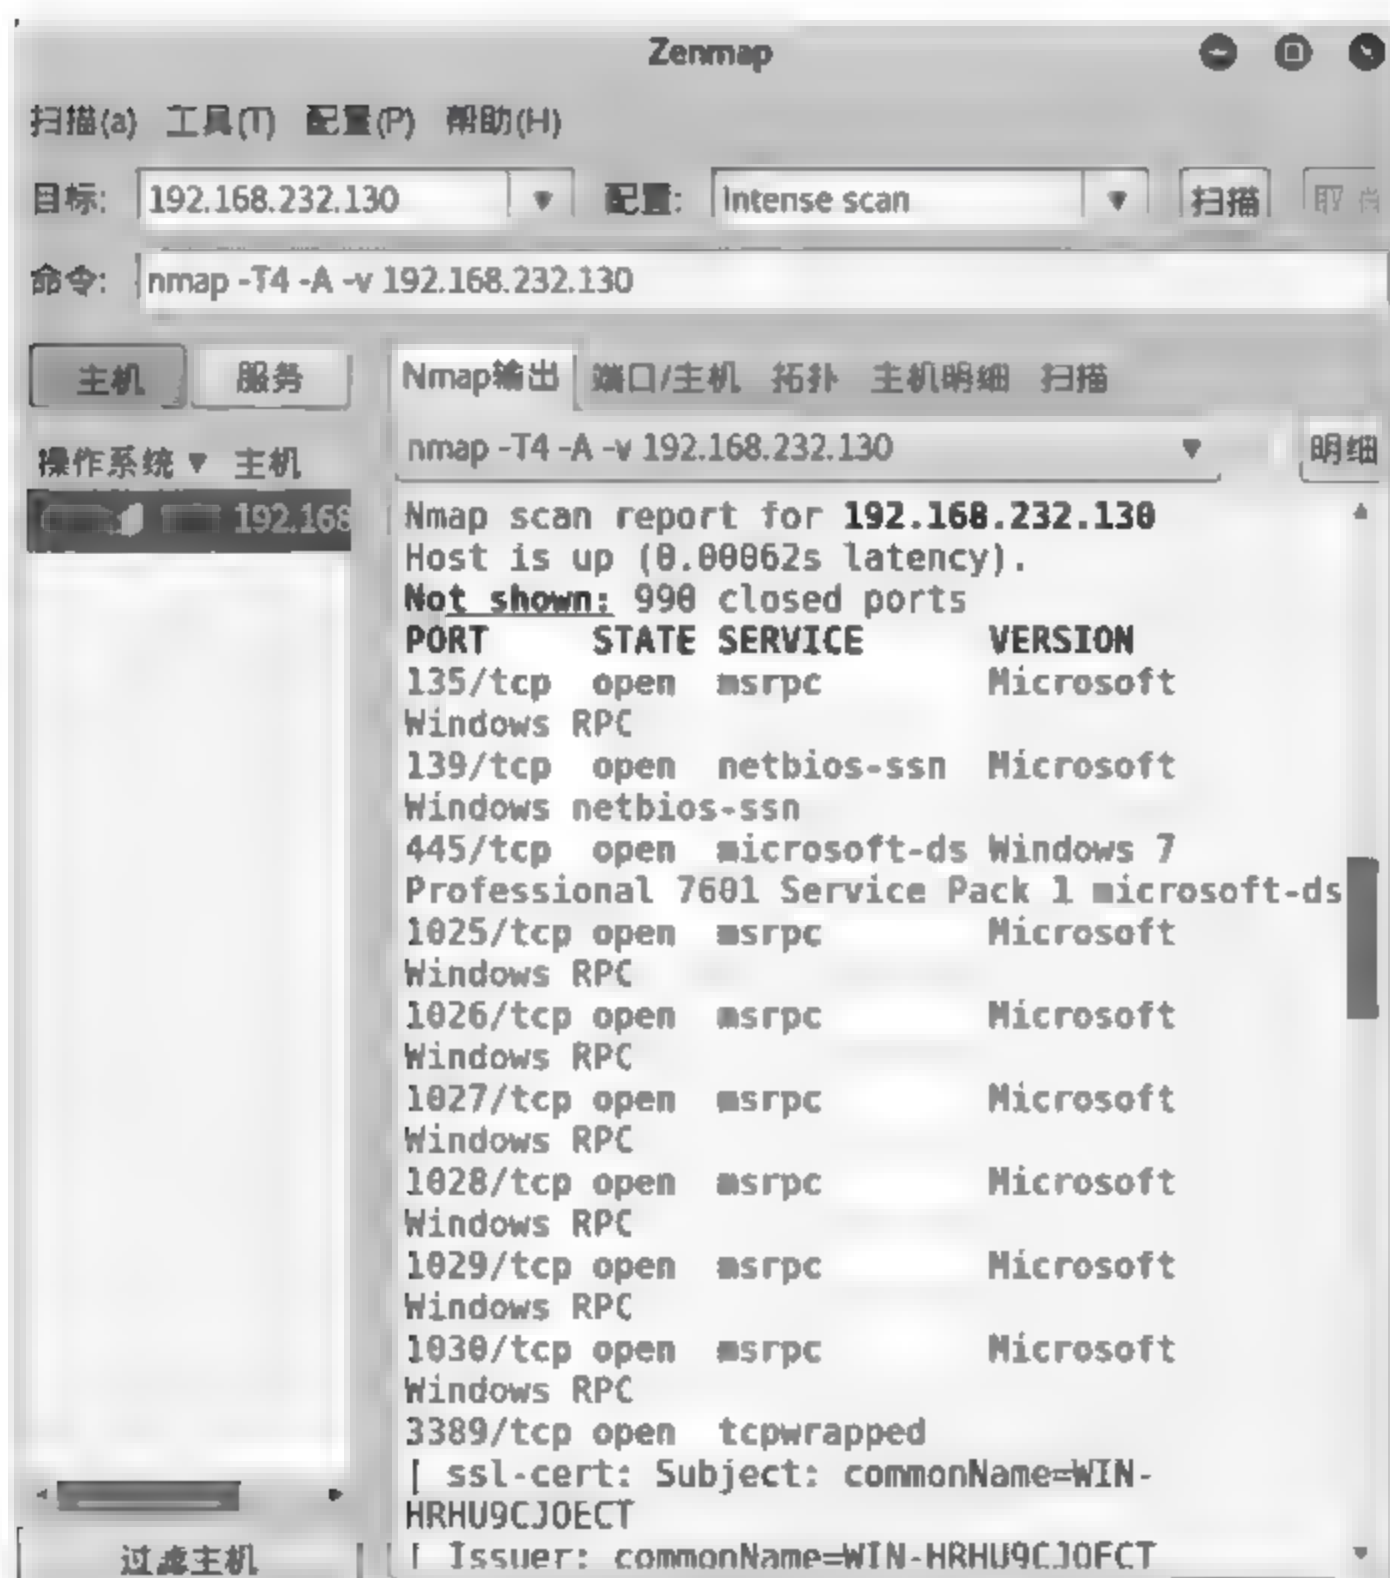 Zenmap
扫描(a) 工具(T) 配置(P) 帮助(H)
目标: 192.168.232.130 配置: Intense scan 扫描
命令: nmap -T4 -A -v 192.168.232.130
主机 服务 Nmap输出 端口/主机 拓扑 主机明细 扫描
操作系统 主机 nmap -T4 -A -v 192.168.232.130 明细
192.168
Nmap scan report for 192.168.232.130
Host is up (0.00062s latency).
Not shown: 990 closed ports
PORT STATE SERVICE VERSION
135/tcp open msrpc Microsoft
Windows RPC
139/tcp open netbios-ssn Microsoft
Windows netbios-ssn
445/tcp open microsoft-ds Windows 7
Professional 7601 Service Pack 1 microsoft-ds
1025/tcp open msrpc Microsoft
Windows RPC
1026/tcp open msrpc Microsoft
Windows RPC
1027/tcp open msrpc Microsoft
Windows RPC
1028/tcp open msrpc Microsoft
Windows RPC
1029/tcp open msrpc Microsoft
Windows RPC
1030/tcp open msrpc Microsoft
Windows RPC
3389/tcp open tcpwrapped
| ssl-cert: Subject: commonName=WIN-
HRHU9CJOECT
| Issuer: commonName=WIN-HRHU9CJOECT
过滤主机